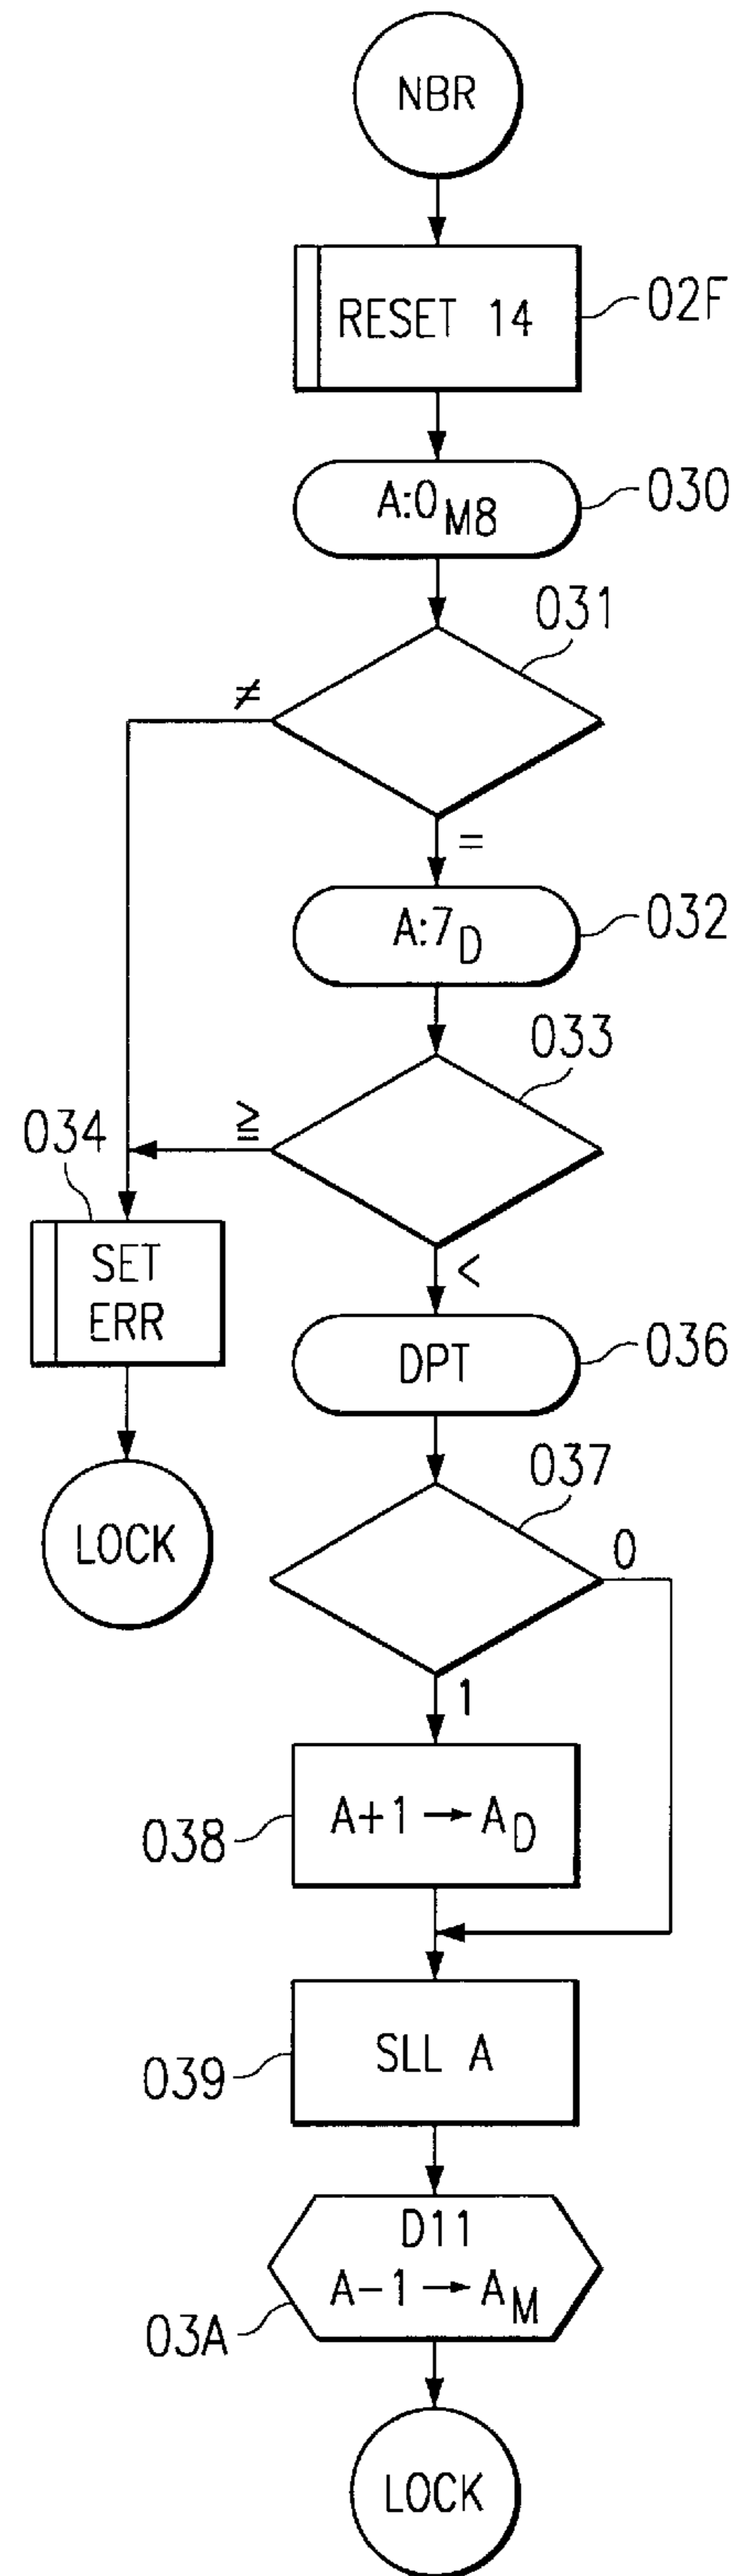 NBR
RESET 14
02F
A:0M8
030
031
≠
=
A:7D
032
033
≧
034
SET
ERR
<
DPT
036
LOCK
037
0
1
A+1 → AD
038
SLL A
039
D11
A-1 → AM
03A
LOCK